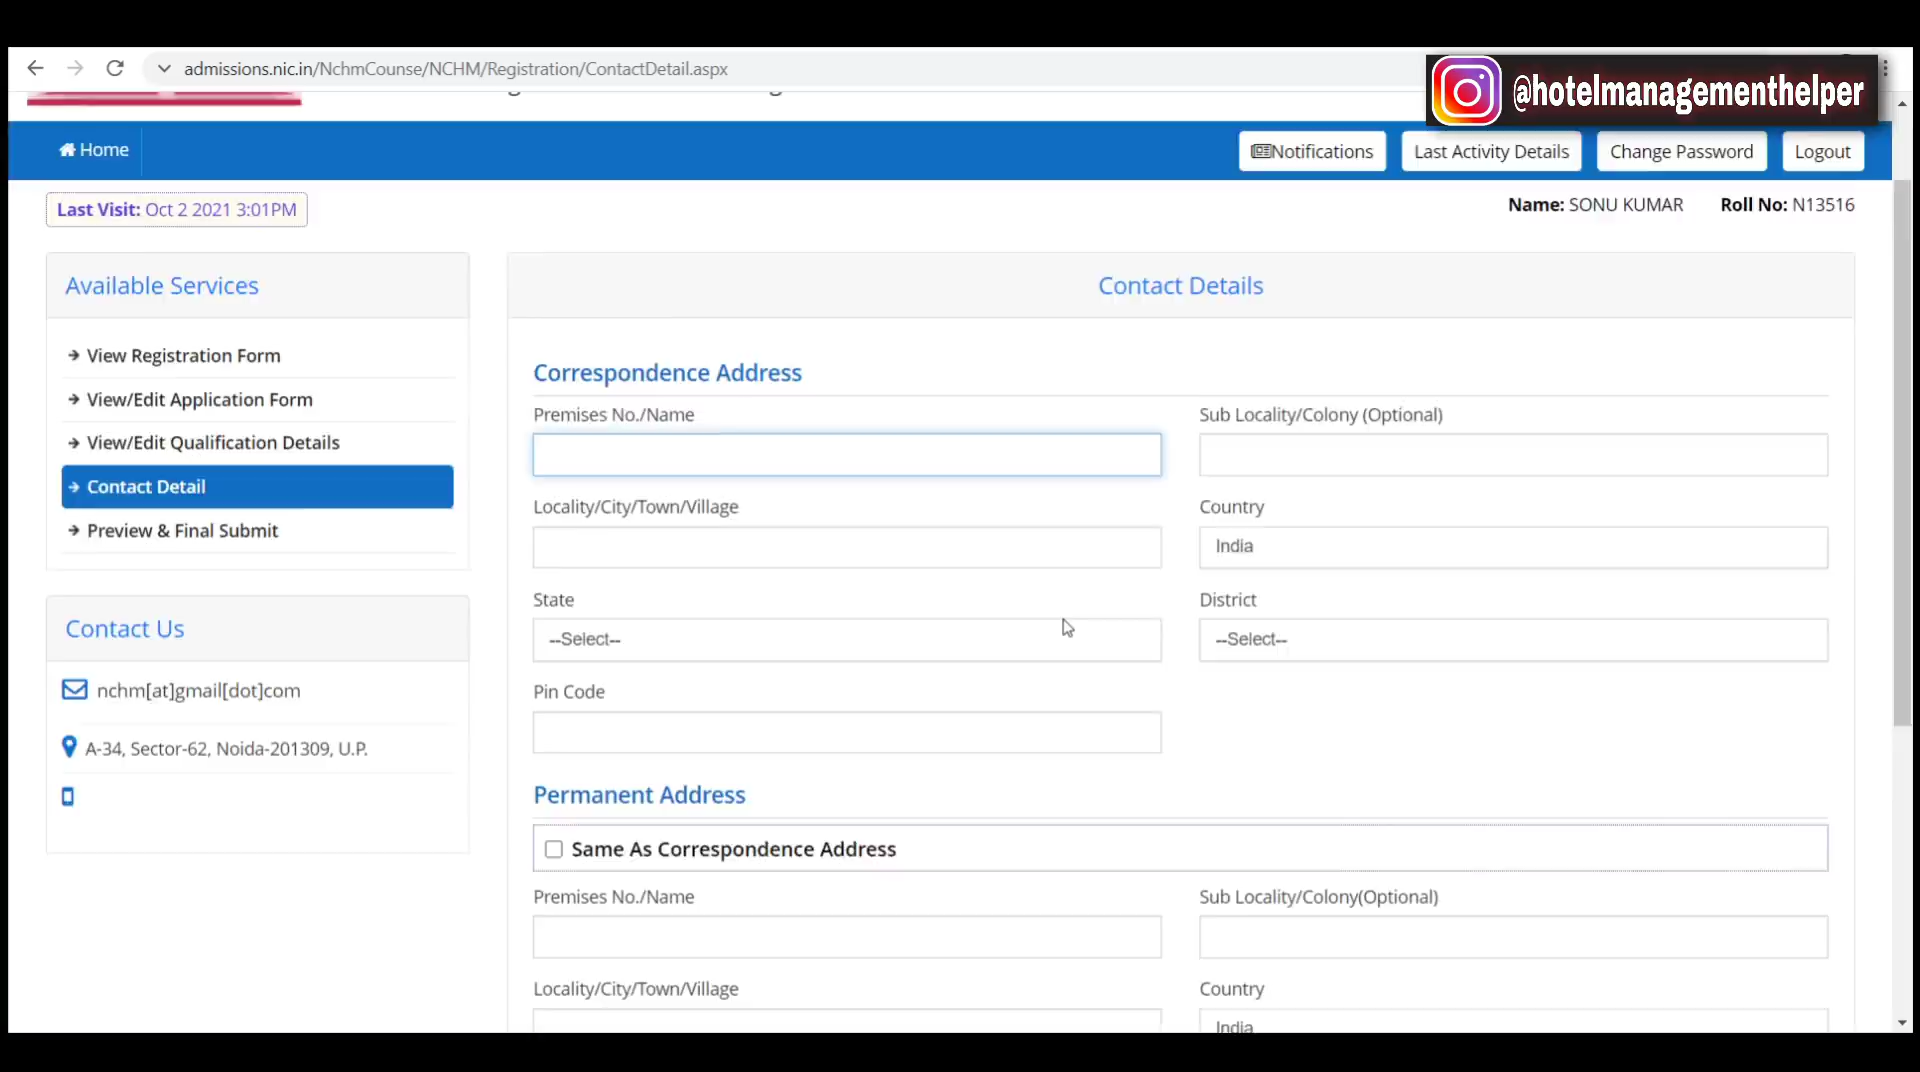 admissions.nic.in/NchmCounse/NCHM/Registration/ContactDetail.aspx
@hotelmanagementhelper
Home
Notifications
Last Activity Details
Change Password
Logout
Last Visit: Oct 2 2021 3:01PM
Name: SONU KUMAR
Roll No: N13516
Available Services
View Registration Form
View/Edit Application Form
View/Edit Qualification Details
Contact Detail
Preview & Final Submit
Contact Us
nchm[at]gmail[dot]com
A-34, Sector-62, Noida-201309, U.P.
Contact Details
Correspondence Address
Premises No./Name
Sub Locality/Colony (Optional)
Locality/City/Town/Village
Country
India
State
District
--Select--
--Select--
Pin Code
Permanent Address
Same As Correspondence Address
Premises No./Name
Sub Locality/Colony(Optional)
Locality/City/Town/Village
Country
India